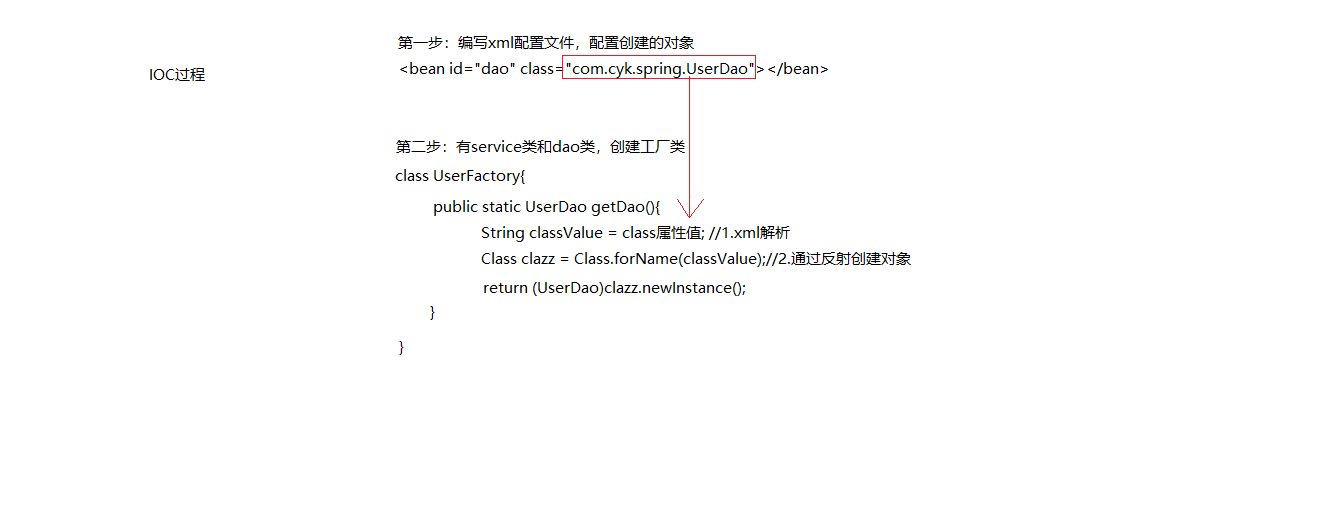 第一步：编写xml配置文件，配置创建的对象
IOC过程
<bean id="dao" class="com.cyk.spring.UserDao"></bean>
第二步：有service类和dao类，创建工厂类
class UserFactory{
public static UserDao getDao(){
String classValue = class属性值; //1.xml解析
Class clazz = Class.forName(classValue);//2.通过反射创建对象
return (UserDao)clazz.newInstance();
}
}